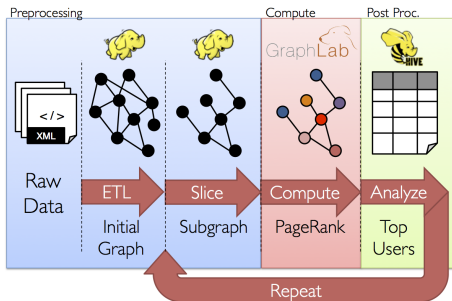 Preprocessing
Compute
Post Proc.
GraphLab
HIVE
</>
XML
Raw
Data
ETL
Slice
Compute
Analyze
Initial
Graph
Subgraph
PageRank
Top
Users
Repeat